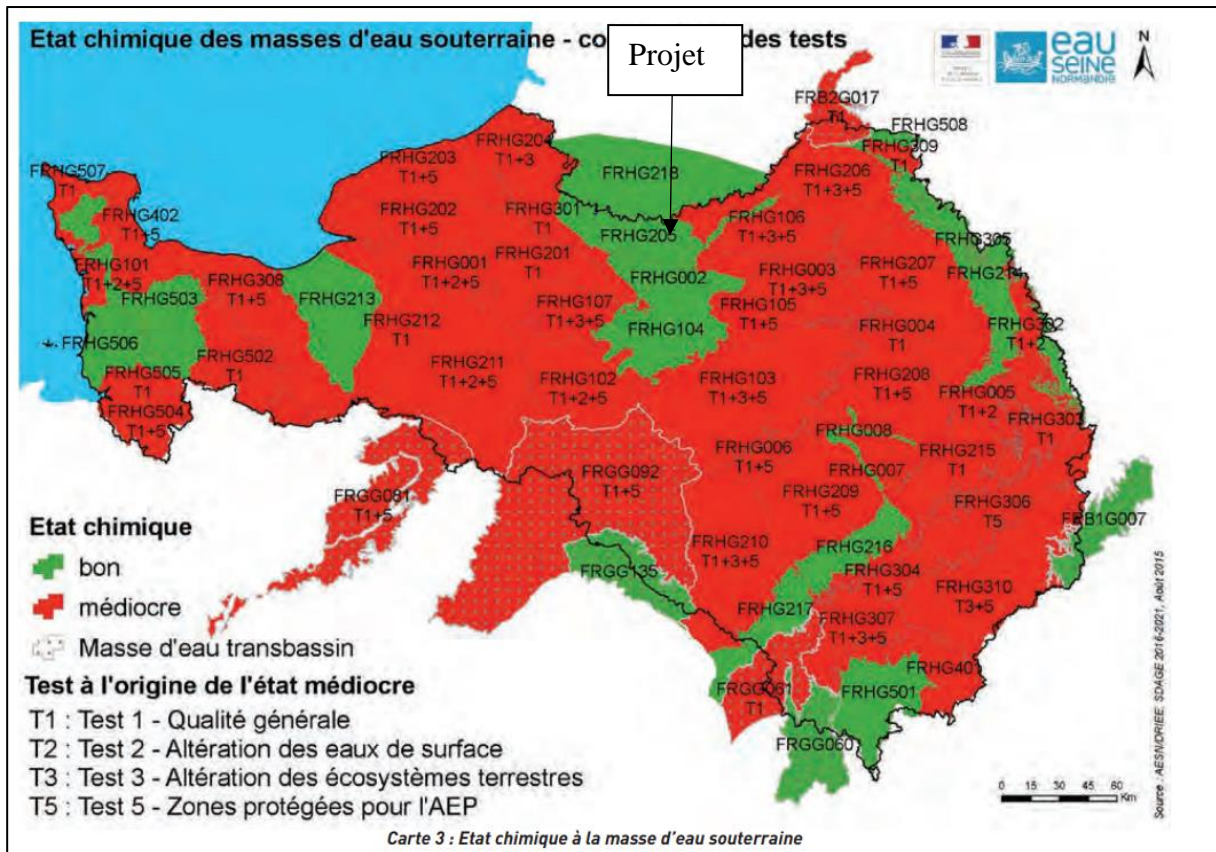 Etat chimique des masses d'eau souterraine - co
des tests
Projet
eau
SEINE
NORMANDIE
N
FRB2G017
T1
FRHG508
FRHG309
T1
FRHG204
T1+3
FRHG203
T1+5
FRHG218
FRHG206
T1+3+5
FRHG507
T1
FRHG402
T1+5
FRHG202
T1+5
FRHG301
T1
FRHG106
T1+3+5
FRHG205
FRHG305
FRHG101
T1+2+5
FRHG201
T1
FRHG001
T1+2+5
FRHG002
FRHG003
T1+3+5
FRHG207
T1+5
FRHG214
FRHG503
FRHG308
T1+5
FRHG213
FRHG107
T1+3+5
FRHG105
T1+5
FRHG212
T1
FRHG104
FRHG004
T1
FRHG302
T1+2
FRHG506
FRHG502
T1
FRHG505
T1
FRHG211
T1+2+5
FRHG102
T1+2+5
FRHG103
T1+3+5
FRHG208
T1+5
FRHG005
T1+2
FRHG504
T1+5
FRHG303
T1
FRHG008
FRHG006
T1+5
FRHG215
T1
FRGG092
T1+5
FRHG007
FRGG081
T1+5
FRHG209
T1+5
FRHG306
T5
FRB1G007
FRHG210
T1+3+5
FRHG216
FRGG135
FRHG304
T1+5
FRHG310
T3+5
FRHG217
FRHG307
T1+3+5
FRHG401
FRGG061
T1
FRHG501
FRGG060
Etat chimique
bon
médiocre
Masse d'eau transbassin
Test à l'origine de l'état médiocre
T1 : Test 1 - Qualité générale
T2 : Test 2 - Altération des eaux de surface
T3 : Test 3 - Altération des écosystèmes terrestres
T5 : Test 5 - Zones protégées pour l'AEP
0 15 30 45 60
Km
Source : AESN/DRIEE, SDAGE 2016-2021, Août 2015
Carte 3 : Etat chimique à la masse d'eau souterraine